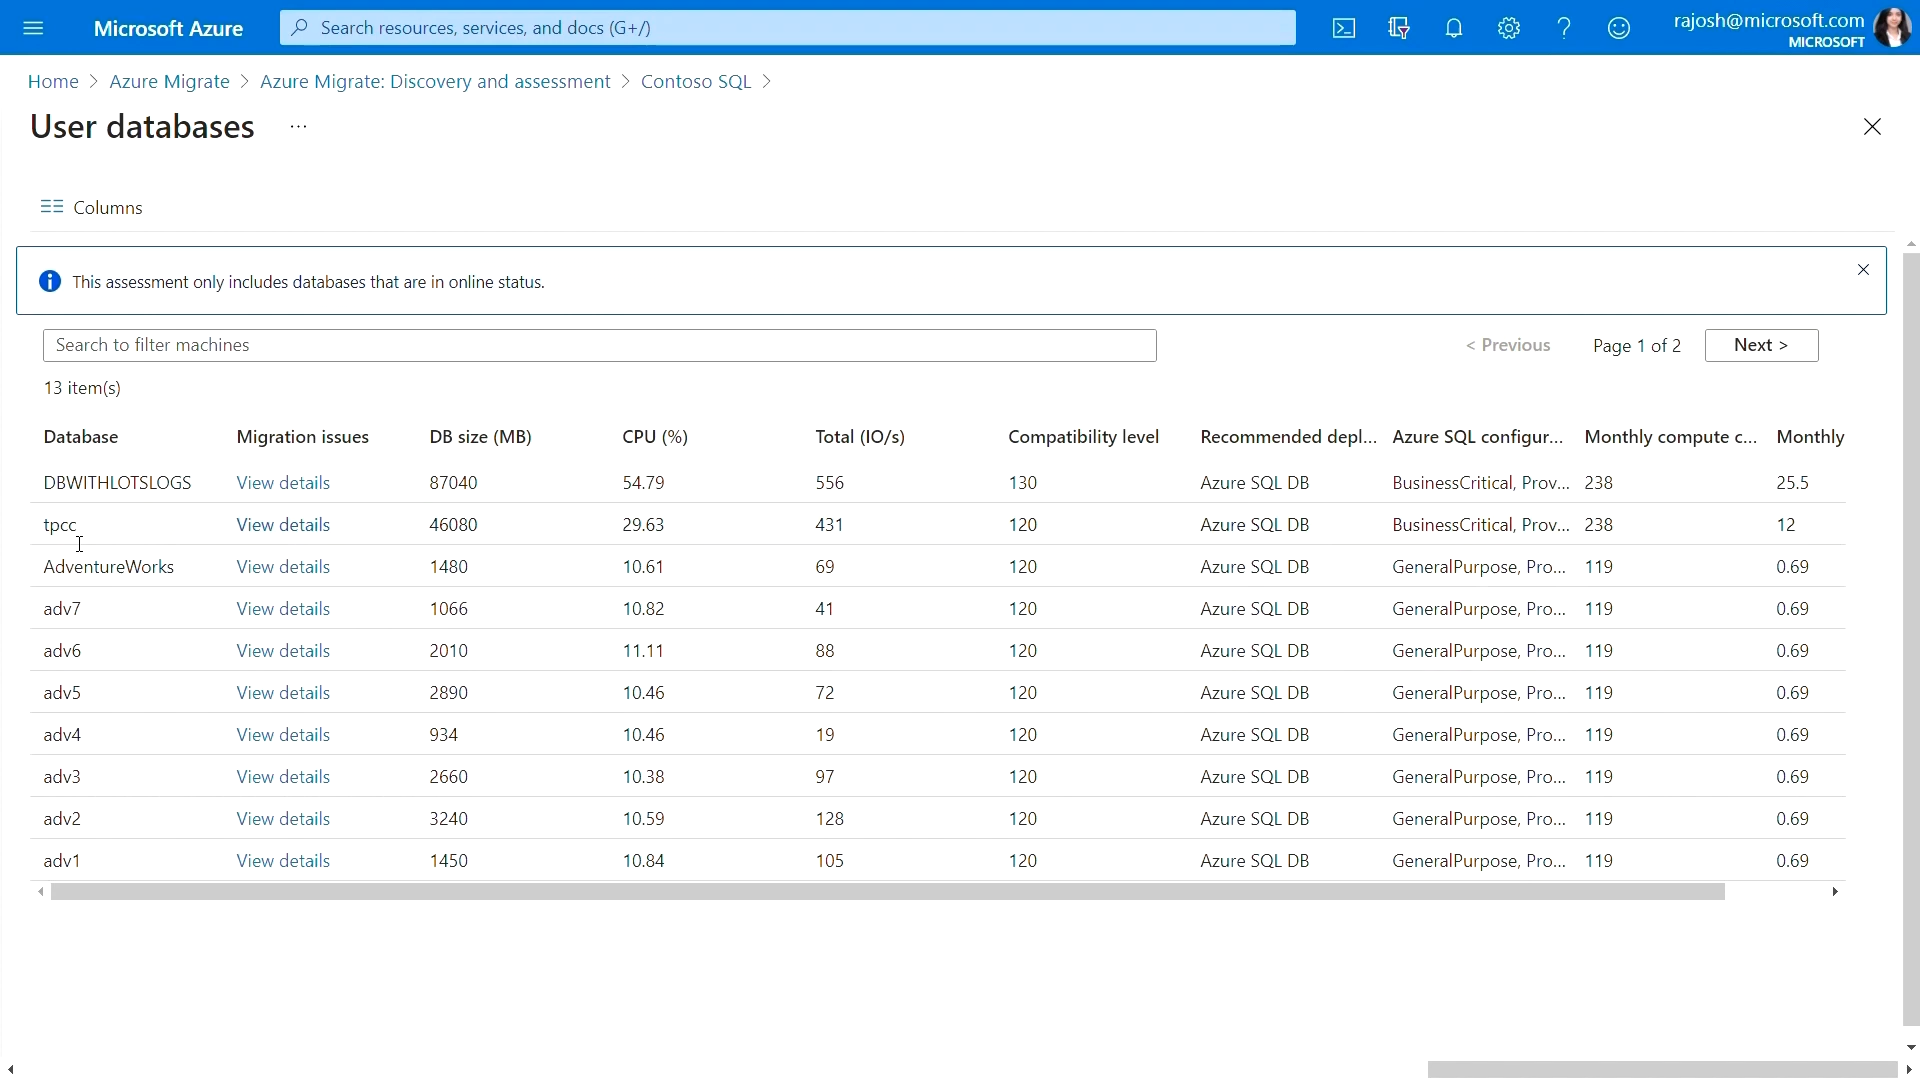 Microsoft Azure
Search resources, services, and docs (G+/)
rajosh@microsoft.com
MICROSOFT
Home > Azure Migrate > Azure Migrate: Discovery and assessment > Contoso SQL >
User databases ...
Columns
This assessment only includes databases that are in online status.
Search to filter machines
< Previous Page 1 of 2 Next >
13 item(s)
Database Migration issues DB size (MB) CPU (%) Total (IO/s) Compatibility level Recommended depl... Azure SQL configur... Monthly compute c... Monthly
DBWITHLOTSLOGS View details 87040 54.79 556 130 Azure SQL DB BusinessCritical, Prov... 238 25.5
tpcc View details 46080 29.63 431 120 Azure SQL DB BusinessCritical, Prov... 238 12
AdventureWorks View details 1480 10.61 69 120 Azure SQL DB GeneralPurpose, Pro... 119 0.69
adv7 View details 1066 10.82 41 120 Azure SQL DB GeneralPurpose, Pro... 119 0.69
adv6 View details 2010 11.11 88 120 Azure SQL DB GeneralPurpose, Pro... 119 0.69
adv5 View details 2890 10.46 72 120 Azure SQL DB GeneralPurpose, Pro... 119 0.69
adv4 View details 934 10.46 19 120 Azure SQL DB GeneralPurpose, Pro... 119 0.69
adv3 View details 2660 10.38 97 120 Azure SQL DB GeneralPurpose, Pro... 119 0.69
adv2 View details 3240 10.59 128 120 Azure SQL DB GeneralPurpose, Pro... 119 0.69
adv1 View details 1450 10.84 105 120 Azure SQL DB GeneralPurpose, Pro... 119 0.69